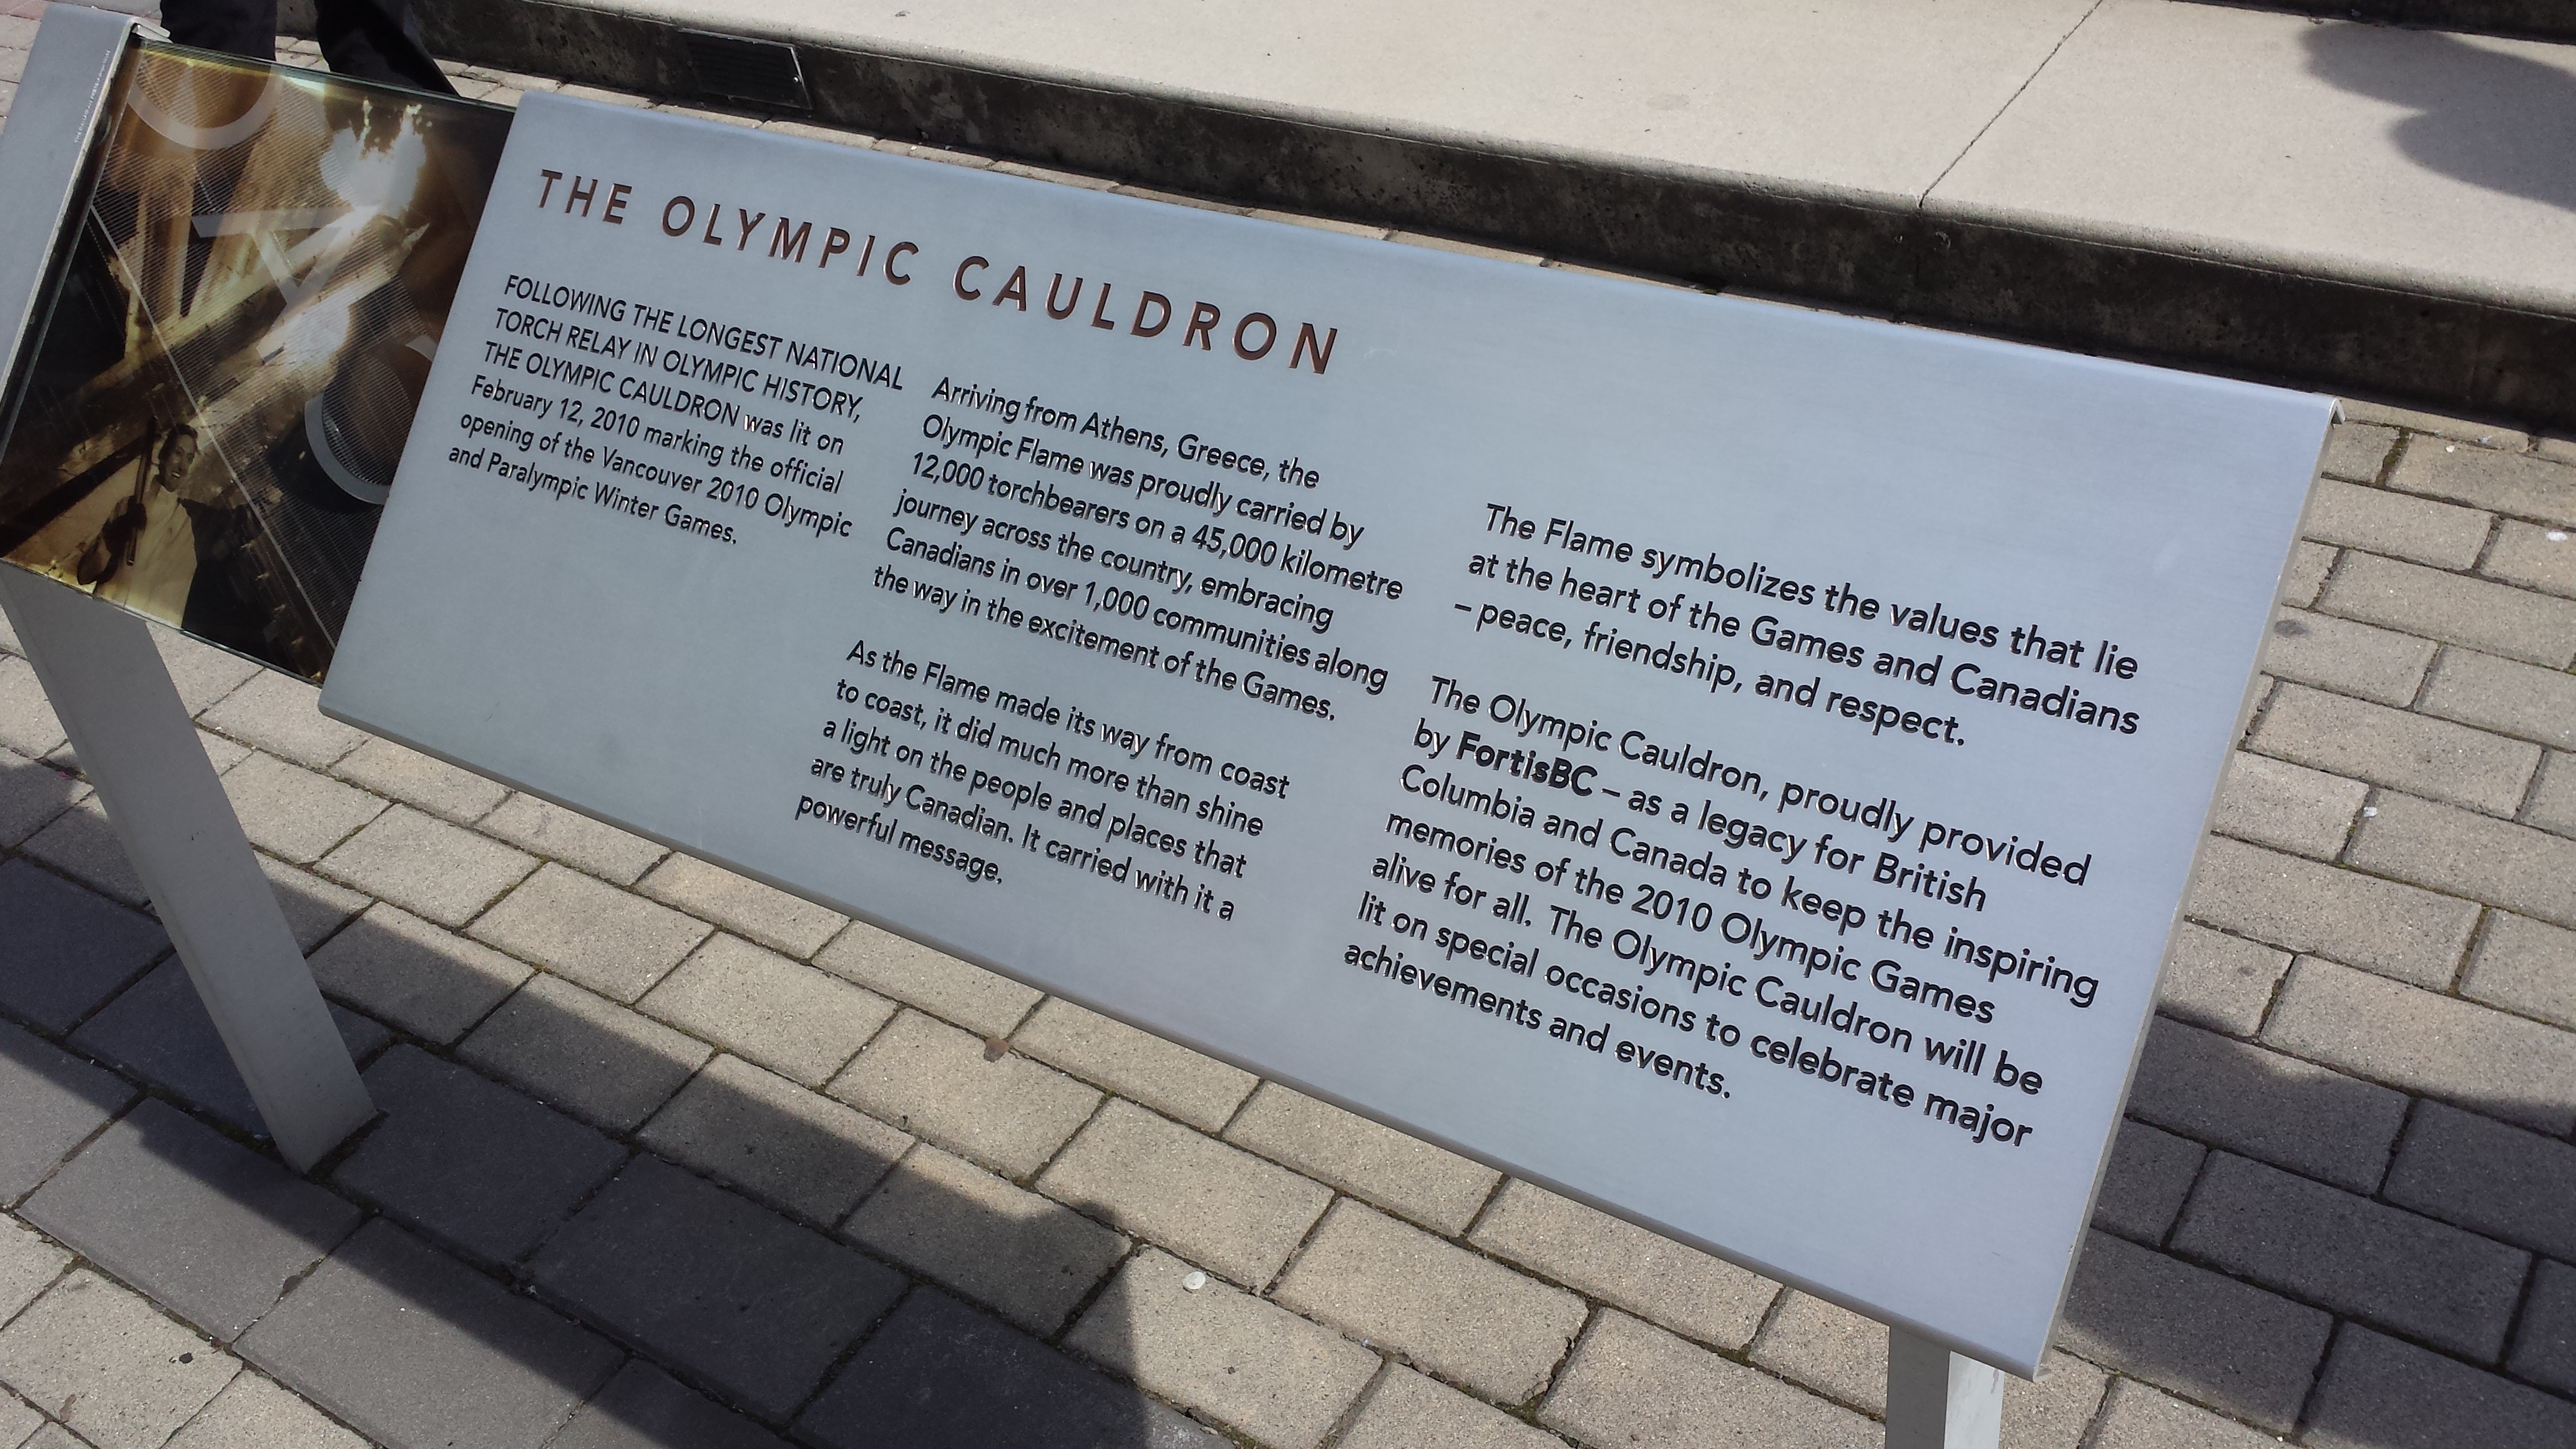 THE OLYMPIC CAULDRON
FOLLOWING THE LONGEST NATIONAL
TORCH RELAY IN OLYMPIC HISTORY,
THE OLYMPIC CAULDRON was lit on
February 12, 2010 marking the official
opening of the Vancouver 2010 Olympic
and Paralympic Winter Games.
Arriving from Athens, Greece, the
Olympic Flame was proudly carried by
12,000 torchbearers on a 45,000 kilometre
journey across the country, embracing
Canadians in over 1,000 communities along
the way in the excitement of the Games.
As the Flame made its way from coast
to coast, it did much more than shine
a light on the people and places that
are truly Canadian. It carried with it a
powerful message.
The Flame symbolizes the values that lie
at the heart of the Games and Canadians
– peace, friendship, and respect.
The Olympic Cauldron, proudly provided
by FortisBC – as a legacy for British
Columbia and Canada to keep the inspiring
memories of the 2010 Olympic Games
alive for all. The Olympic Cauldron will be
lit on special occasions to celebrate major
achievements and events.